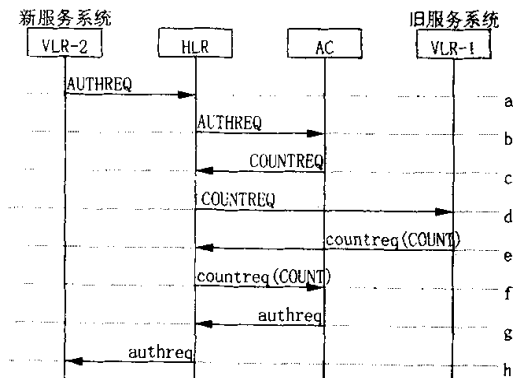 新服务系统 旧服务系统
VLR-2 HLR AC VLR-1
AUTHREQ
a
AUTHREQ
b
COUNTREQ
c
COUNTREQ
d
countreq(COUNT)
e
countreq(COUNT)
f
authreq
g
authreq
h